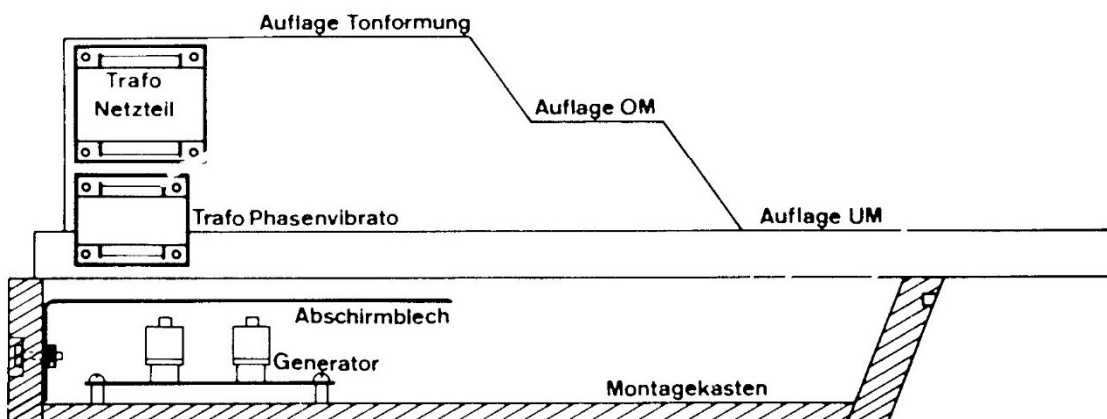 Auflage Tonformung
Trafo
Netzteil
Auflage OM
Trafo Phasenvibrato
Auflage UM
Abschirmblech
Generator
Montagekasten